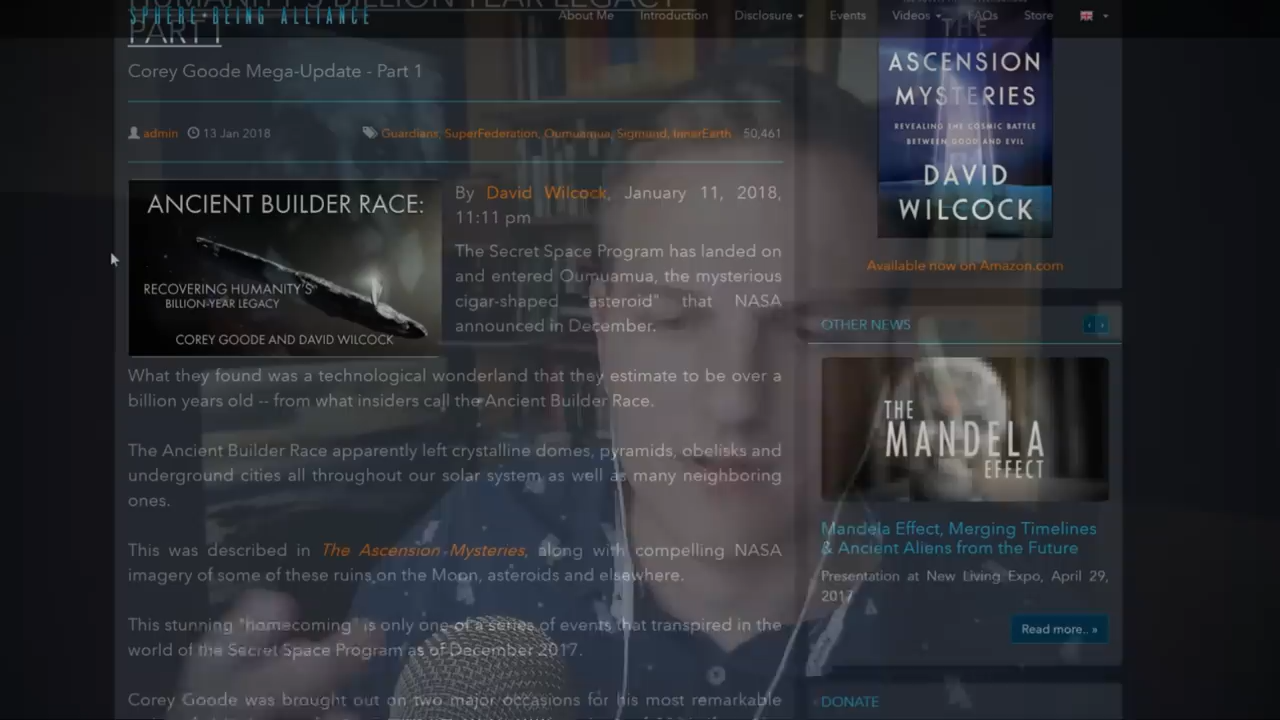 SPHERE BEING ALLIANCE
About Me
Introduction
Disclosure
Events
Videos
FAQs
Store
HUMANITY'S BILLION YEAR LEGACY
PART I
Corey Goode Mega-Update - Part 1
admin
13 Jan 2018
Guardians, SuperFederation, Oumuamua, Sigmund, InnerEarth
50,461
ANCIENT BUILDER RACE:
RECOVERING HUMANITY'S
BILLION-YEAR LEGACY
COREY GOODE AND DAVID WILCOCK
By David Wilcock, January 11, 2018,
11:11 pm
The Secret Space Program has landed on
and entered Oumuamua, the mysterious
cigar-shaped "asteroid" that NASA
announced in December.
What they found was a technological wonderland that they estimate to be over a
billion years old -- from what insiders call the Ancient Builder Race.
The Ancient Builder Race apparently left crystalline domes, pyramids, obelisks and
underground cities all throughout our solar system as well as many neighboring
ones.
This was described in The Ascension Mysteries, along with compelling NASA
imagery of some of these ruins on the Moon, asteroids and elsewhere.
This stunning "homecoming" is only one of a series of events that transpired in the
world of the Secret Space Program as of December 2017.
Corey Goode was brought out on two major occasions for his most remarkable
THE
ASCENSION
MYSTERIES
REVEALING THE COSMIC BATTLE
BETWEEN GOOD AND EVIL
DAVID
WILCOCK
Available now on Amazon.com
OTHER NEWS
THE
MANDELA
EFFECT
Mandela Effect, Merging Timelines
& Ancient Aliens from the Future
Presentation at New Living Expo, April 29,
2017
Read more.. »
DONATE